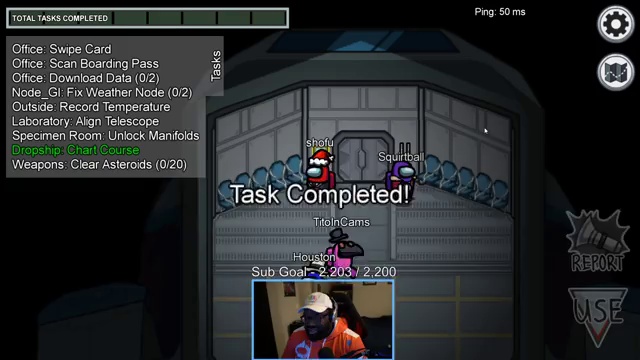 TOTAL TASKS COMPLETED
Ping: 50 ms
Office: Swipe Card
Office: Scan Boarding Pass
Office: Download Data (0/2)
Node_GI: Fix Weather Node (0/2)
Outside: Record Temperature
Laboratory: Align Telescope
Specimen Room: Unlock Manifolds
Dropship: Chart Course
Weapons: Clear Asteroids (0/20)
Tasks
shofu
Squirtball
Task Completed!
TitoInCams
Houston
Sub Goal - 2,203 / 2,200
REPORT
USE